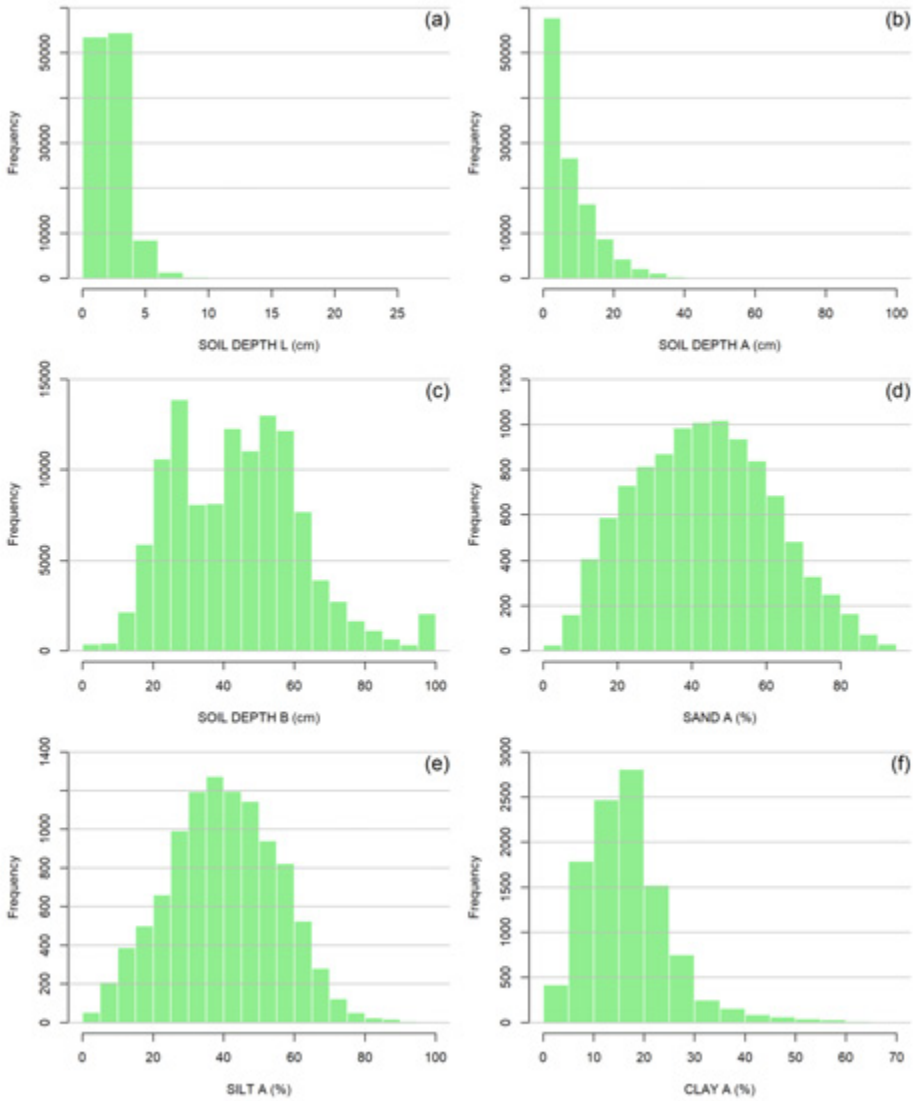 (a)
Frequency
50000
30000
10000
0
0 5 10 15 20 25
SOIL DEPTH L (cm)
(b)
Frequency
50000
30000
10000
0
0 20 40 60 80 100
SOIL DEPTH A (cm)
(c)
Frequency
15000
10000
5000
0
0 20 40 60 80 100
SOIL DEPTH B (cm)
(d)
Frequency
1200
1000
800
600
400
200
0
0 20 40 60 80
SAND A (%)
(e)
Frequency
1400
1000
800
600
400
200
0
0 20 40 60 80 100
SILT A (%)
(f)
Frequency
3000
2500
2000
1500
1000
500
0
0 10 20 30 40 50 60 70
CLAY A (%)